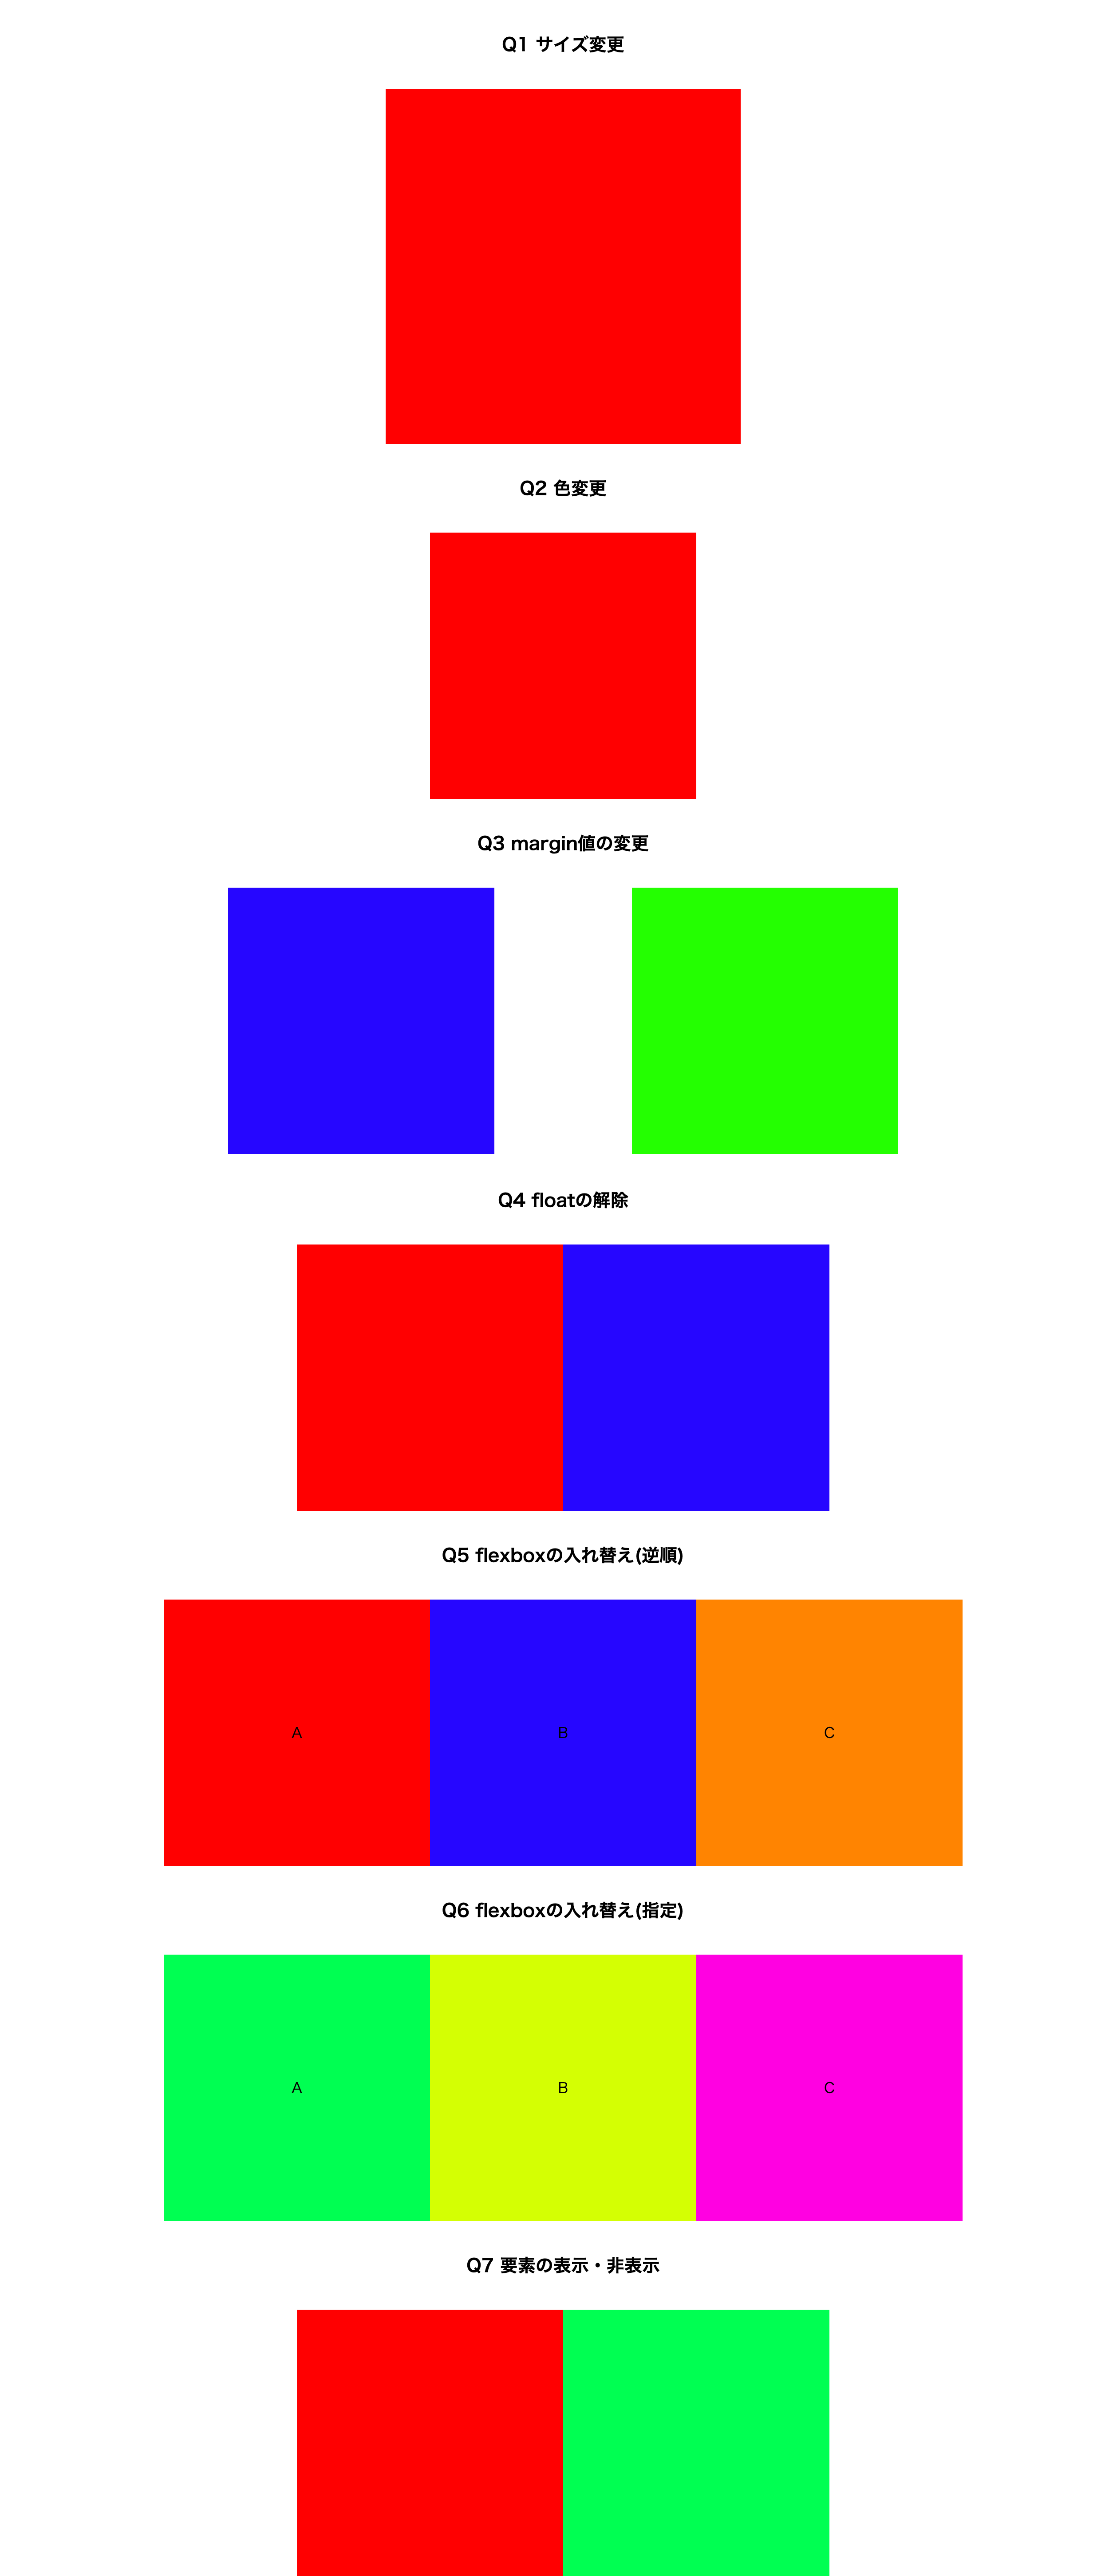 Q1 サイズ変更
Q2 色変更
Q3 margin値の変更
Q4 floatの解除
Q5 flexboxの入れ替え(逆順)
A B C
Q6 flexboxの入れ替え(指定)
A B C
Q7 要素の表示・非表示